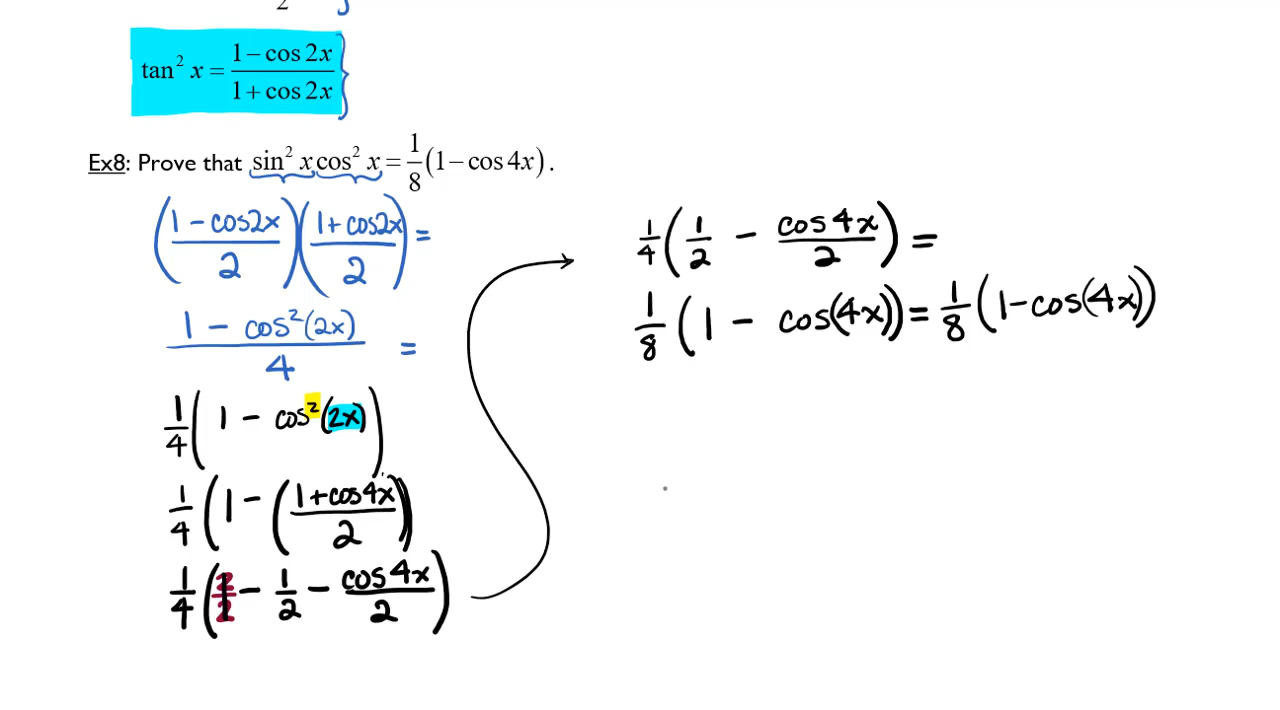 2
tan² x = (1 − cos 2x)/(1 + cos 2x)
Ex8: Prove that sin² x cos² x = 1/8 (1 − cos 4x).
((1 − cos2x)/2)((1 + cos2x)/2) =
(1 − cos²(2x))/4 =
1/4 (1 − cos²(2x))
1/4 (1 − ((1 + cos4x)/2))
1/4 (2/2 − 1/2 − cos4x/2)
1/4 (1/2 − cos4x/2) =
1/8 (1 − cos(4x)) = 1/8 (1 − cos(4x))